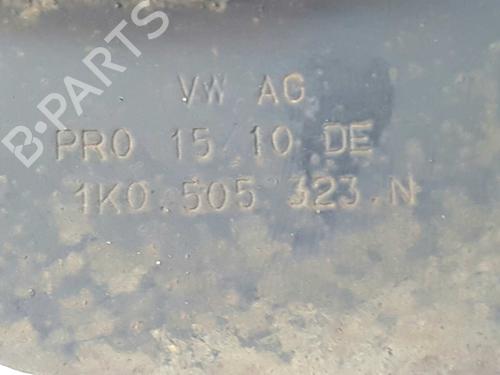 B-PARTS
VW AG
PRO 15/10 DE
1K0.505 323.N